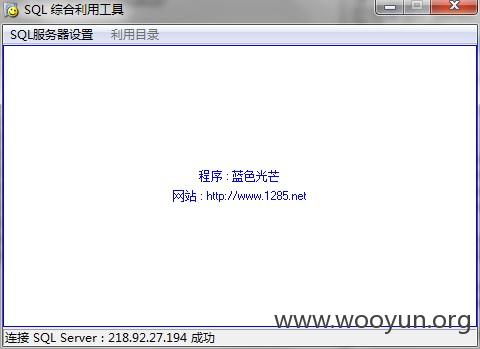 SQL 综合利用工具
SQL服务器设置 利用目录
程序 : 蓝色光芒
网站 : http://www.1285.net
www.wooyun.org
连接 SQL Server : 218.92.27.194 成功